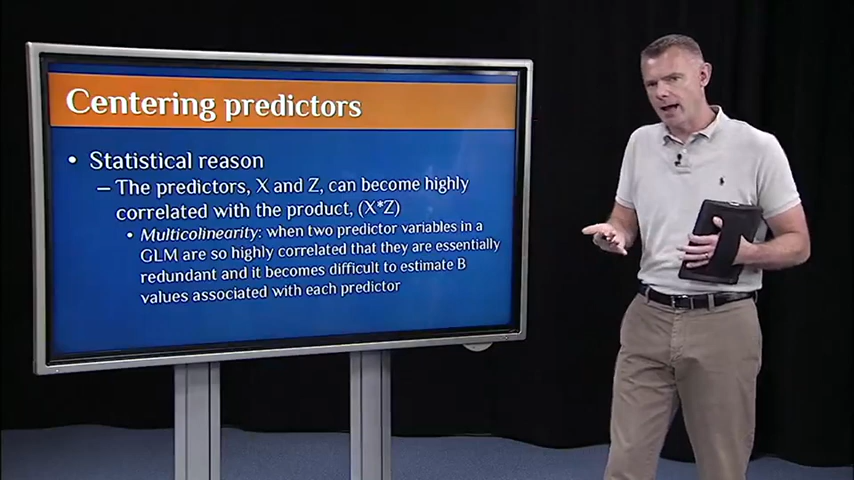 Centering predictors
• Statistical reason
– The predictors, X and Z, can become highly
correlated with the product, (X*Z)
• Multicolinearity: when two predictor variables in a
GLM are so highly correlated that they are essentially
redundant and it becomes difficult to estimate B
values associated with each predictor